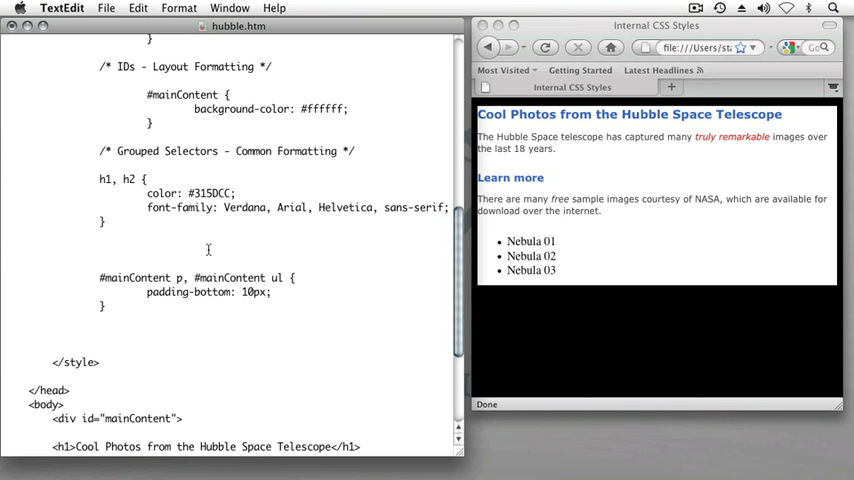 TextEdit File Edit Format Window Help
hubble.htm
}
/* IDs - Layout Formatting */
#mainContent {
background-color: #ffffff;
}
/* Grouped Selectors - Common Formatting */
h1, h2 {
color: #315DCC;
font-family: Verdana, Arial, Helvetica, sans-serif;
}
#mainContent p, #mainContent ul {
padding-bottom: 10px;
}
</style>
</head>
<body>
<div id="mainContent">
<h1>Cool Photos from the Hubble Space Telescope</h1>
Internal CSS Styles
file:///Users/st
Most Visited Getting Started Latest Headlines
Internal CSS Styles +
Cool Photos from the Hubble Space Telescope
The Hubble Space telescope has captured many truly remarkable images over
the last 18 years.
Learn more
There are many free sample images courtesy of NASA, which are available for
download over the internet.
• Nebula 01
• Nebula 02
• Nebula 03
Done